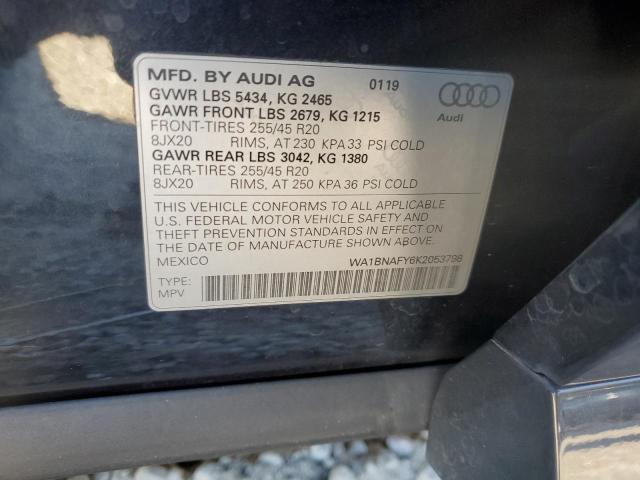 MFD. BY AUDI AG 0119
GVWR LBS 5434, KG 2465
GAWR FRONT LBS 2679, KG 1215
FRONT-TIRES 255/45 R20
8JX20 RIMS, AT 230 KPA 33 PSI COLD
GAWR REAR LBS 3042, KG 1380
REAR-TIRES 255/45 R20
8JX20 RIMS, AT 250 KPA 36 PSI COLD
Audi
THIS VEHICLE CONFORMS TO ALL APPLICABLE
U.S. FEDERAL MOTOR VEHICLE SAFETY AND
THEFT PREVENTION STANDARDS IN EFFECT ON
THE DATE OF MANUFACTURE SHOWN ABOVE.
MEXICO WA1BNAFY6K2053798
TYPE:
MPV